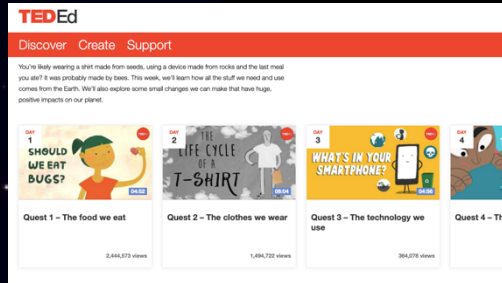 TEDEd
Discover Create Support
You're likely wearing a shirt made from seeds, using a device made from rocks and the last meal
you ate? It was probably made by bees. This week, we'll learn how all the stuff we need and use
comes from the Earth. We'll also explore some small changes we can make that have huge,
positive impacts on our planet.
DAY
1
SHOULD
WE EAT
BUGS?
04:52
Quest 1 – The food we eat
2,444,573 views
DAY
2
THE
LIFE CYCLE
OF A
T-SHIRT
06:04
Quest 2 – The clothes we wear
1,494,722 views
DAY
3
WHAT'S IN YOUR
SMARTPHONE?
04:56
Quest 3 – The technology we
use
364,078 views
DAY
4
Quest 4 – Th